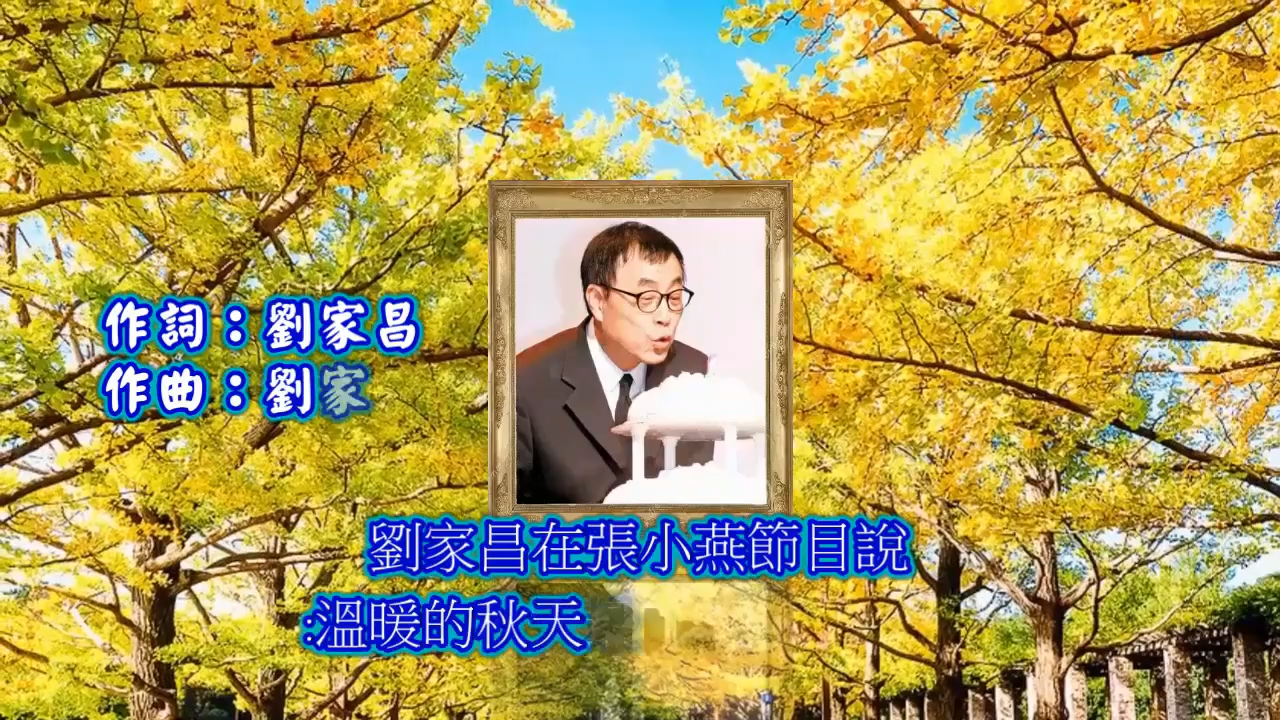 作詞：劉家昌
作曲：劉家
劉家昌在張小燕節目說
:溫暖的秋天